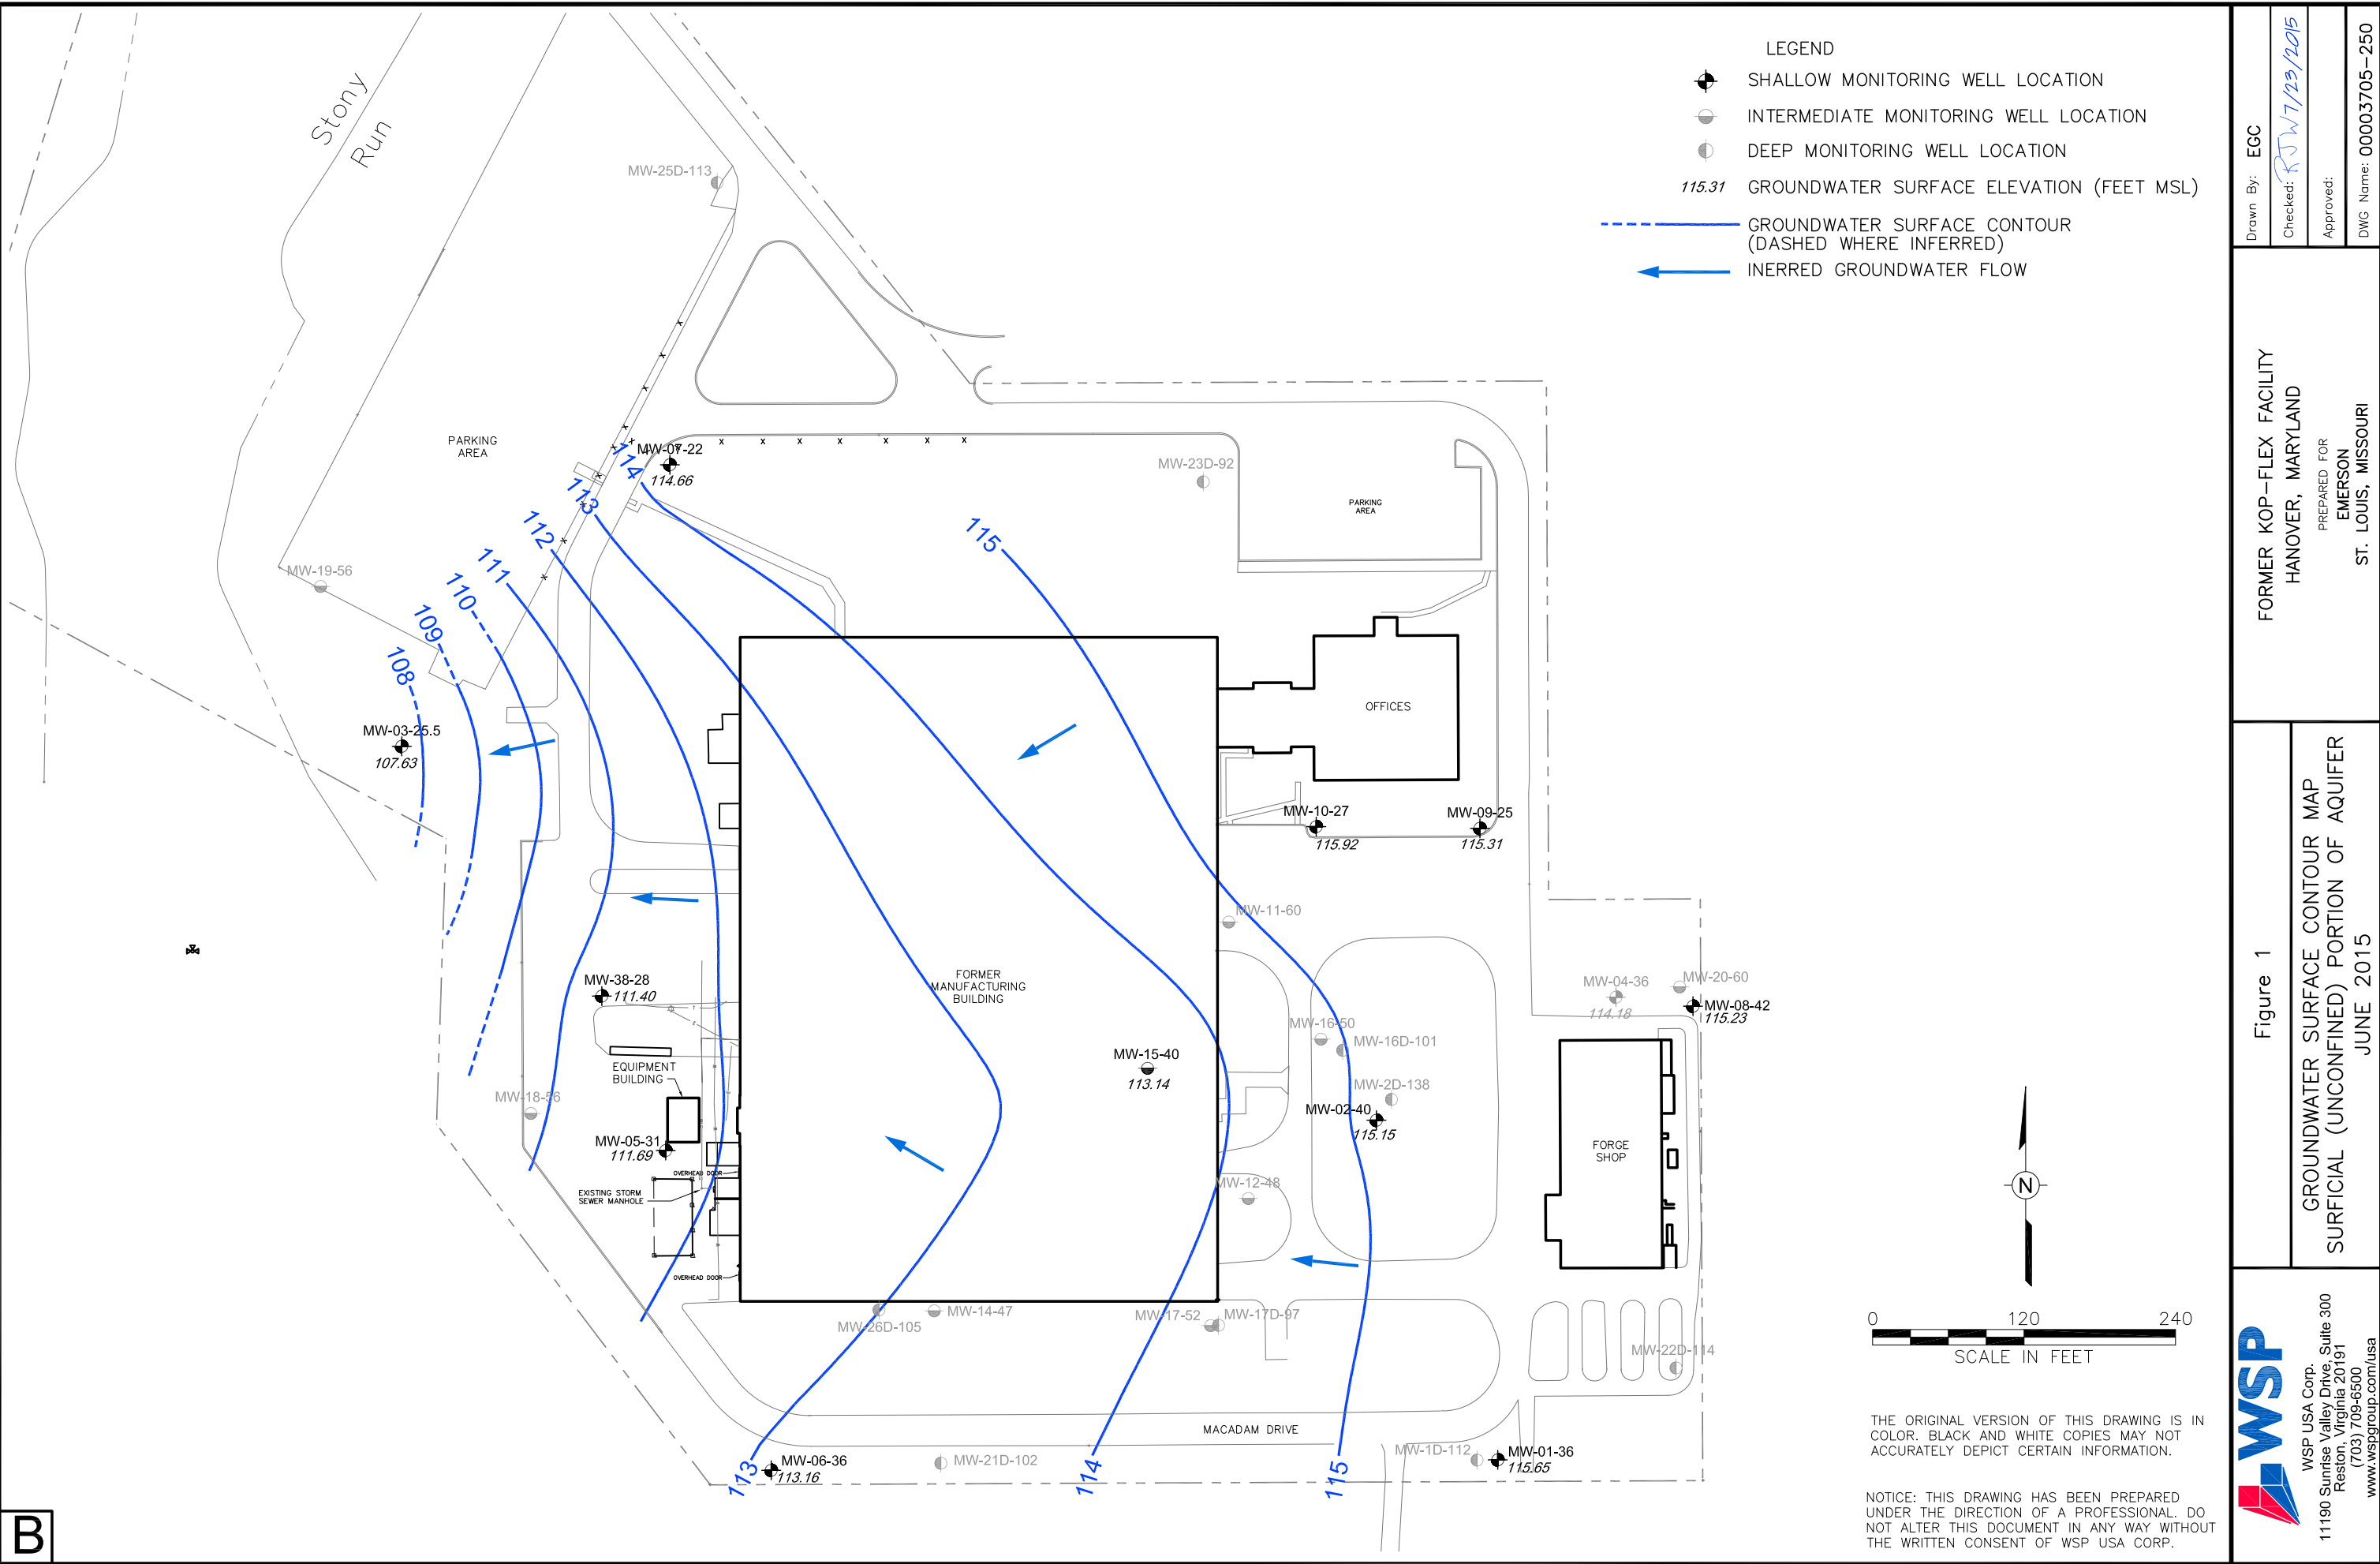 LEGEND
SHALLOW MONITORING WELL LOCATION
INTERMEDIATE MONITORING WELL LOCATION
DEEP MONITORING WELL LOCATION
115.31 GROUNDWATER SURFACE ELEVATION (FEET MSL)
GROUNDWATER SURFACE CONTOUR
(DASHED WHERE INFERRED)
INERRED GROUNDWATER FLOW
Stony
Run
MW-25D-113
PARKING
AREA
MW-07-22
114.66
MW-23D-92
PARKING
AREA
114
113
112
111
110
109
108
115
MW-19-56
OFFICES
MW-03-25.5
107.63
MW-10-27
115.92
MW-09-25
115.31
MW-11-60
MW-38-28
111.40
FORMER
MANUFACTURING
BUILDING
MW-04-36
114.18
MW-20-60
MW-08-42
115.23
MW-16-50
MW-16D-101
MW-15-40
113.14
EQUIPMENT
BUILDING
MW-18-56
MW-2D-138
MW-02-40
115.15
MW-05-31
111.69
FORGE
SHOP
OVERHEAD DOOR
EXISTING STORM
SEWER MANHOLE
MW-12-48
OVERHEAD DOOR
MW-26D-105
MW-14-47
MW-17-52
MW-17D-97
MW-22D-114
MACADAM DRIVE
MW-06-36
113.16
MW-21D-102
MW-1D-112
MW-01-36
115.65
113
114
115
N
0 120 240
SCALE IN FEET
THE ORIGINAL VERSION OF THIS DRAWING IS IN
COLOR. BLACK AND WHITE COPIES MAY NOT
ACCURATELY DEPICT CERTAIN INFORMATION.
NOTICE: THIS DRAWING HAS BEEN PREPARED
UNDER THE DIRECTION OF A PROFESSIONAL. DO
NOT ALTER THIS DOCUMENT IN ANY WAY WITHOUT
THE WRITTEN CONSENT OF WSP USA CORP.
B
Drawn By: EGC
Checked: RJW 7/23/2015
Approved:
DWG Name: 00003705-250
FORMER KOP-FLEX FACILITY
HANOVER, MARYLAND
PREPARED FOR
EMERSON
ST. LOUIS, MISSOURI
Figure 1
GROUNDWATER SURFACE CONTOUR MAP
SURFICIAL (UNCONFINED) PORTION OF AQUIFER
JUNE 2015
WSP
WSP USA Corp.
11190 Sunrise Valley Drive, Suite 300
Reston, Virginia 20191
(703) 709-6500
www.wspgroup.com/usa